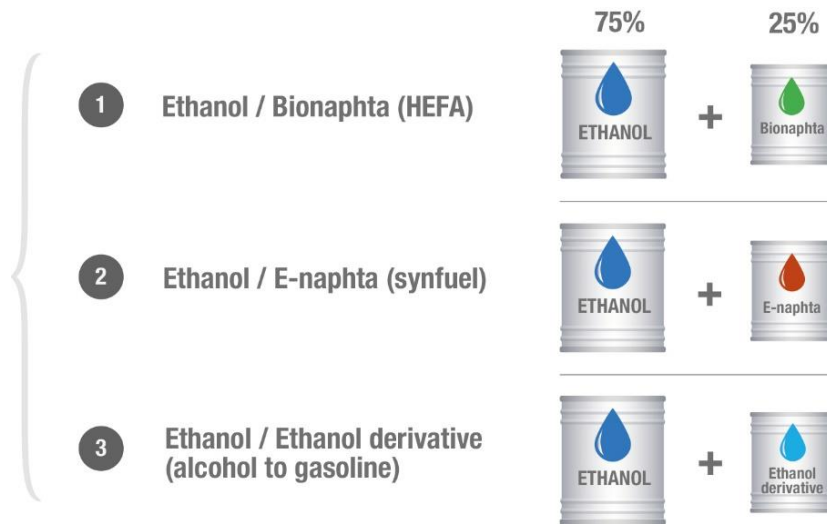 75% 25%
1 Ethanol / Bionaphta (HEFA)
ETHANOL + Bionaphta
2 Ethanol / E-naphta (synfuel)
ETHANOL + E-naphta
3 Ethanol / Ethanol derivative
(alcohol to gasoline)
ETHANOL + Ethanol
derivative